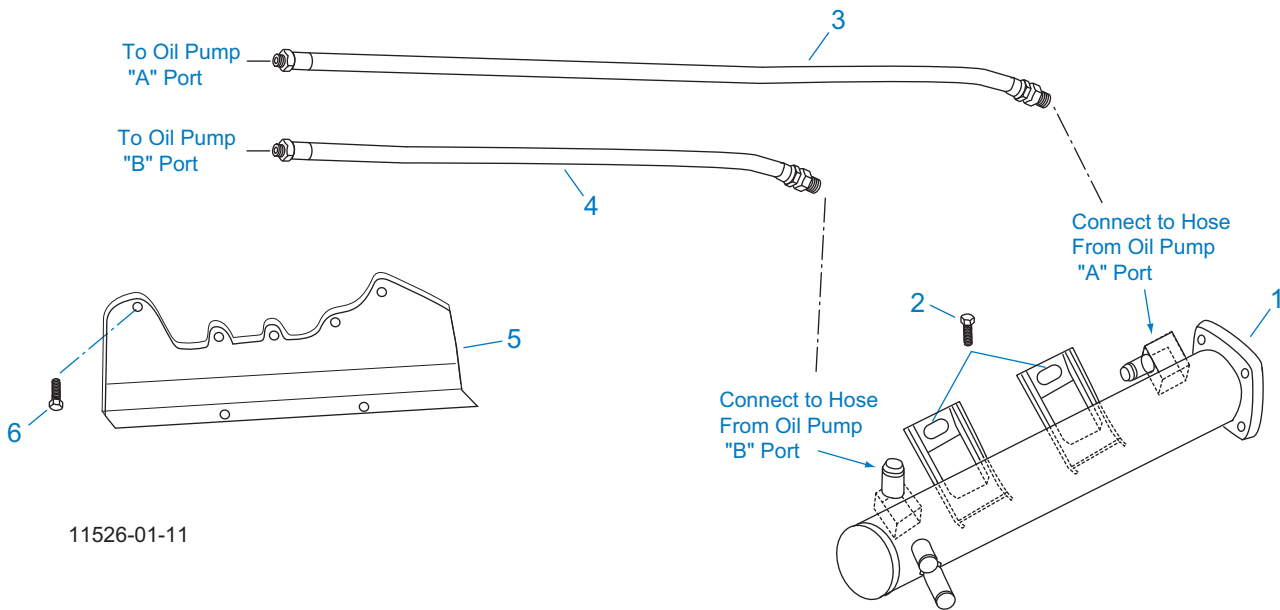 3
To Oil Pump
"A" Port
To Oil Pump
"B" Port
4
Connect to Hose
From Oil Pump
"A" Port
2
1
5
Connect to Hose
From Oil Pump
"B" Port
6
11526-01-11